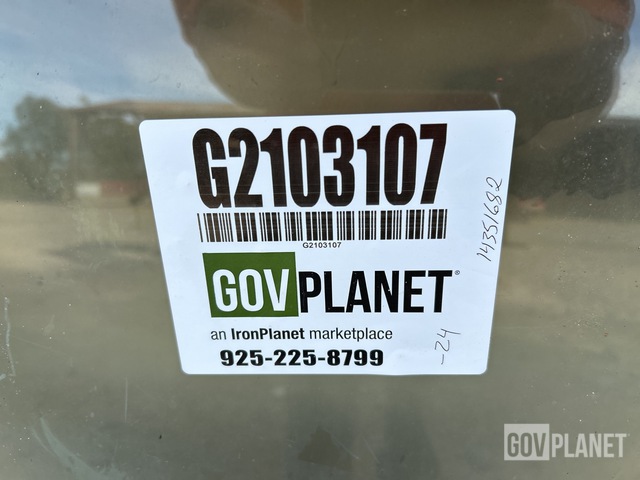 G2103107
G2103107
GOVPLANET®
an IronPlanet marketplace
925-225-8799
14351682
-24
GOVPLANET